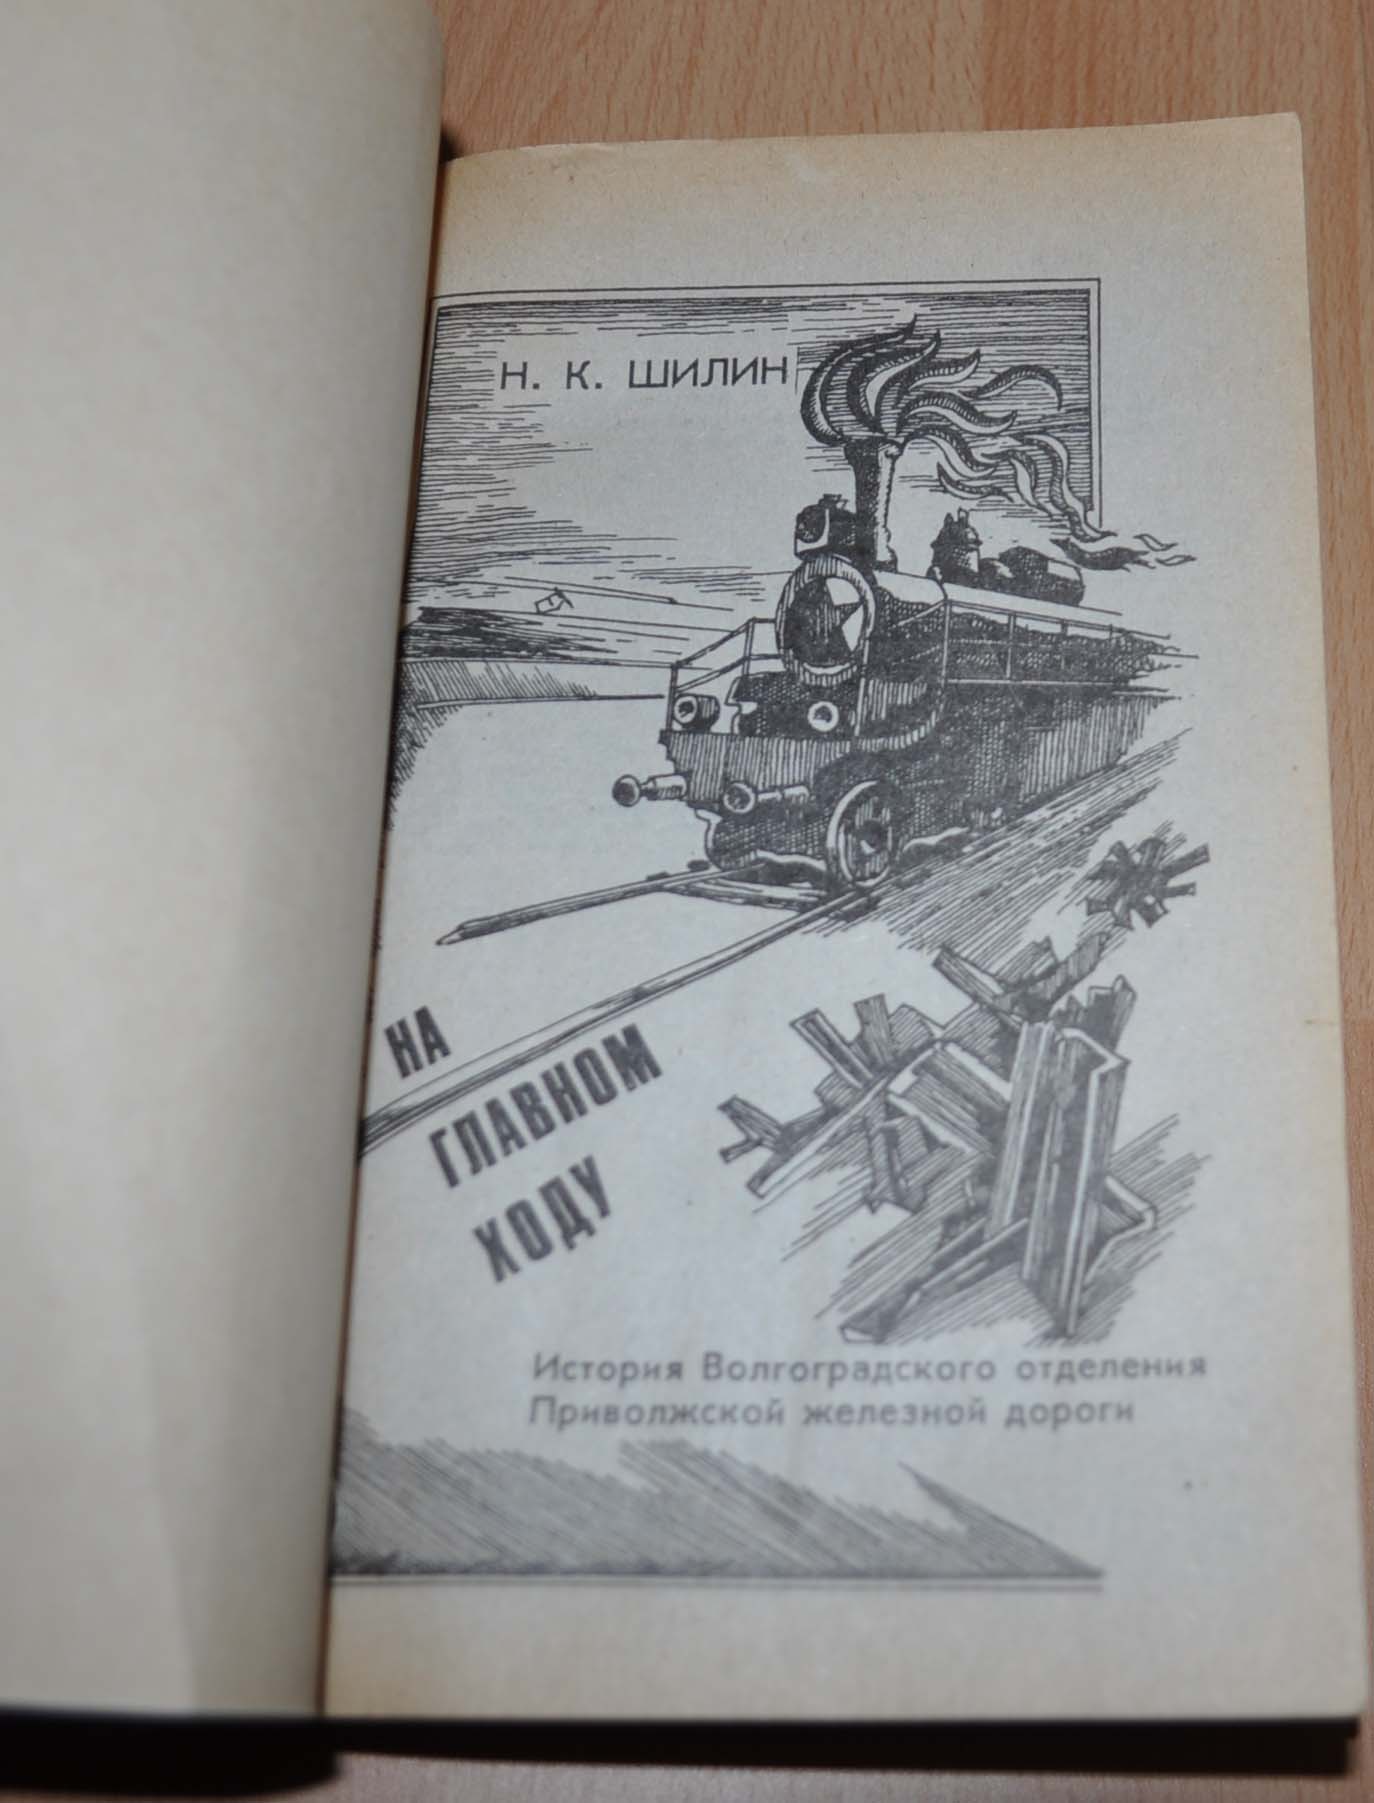 Н. К. ШИЛИН
НА
ГЛАВНОМ
ХОДУ
История Волгоградского отделения
Приволжской железной дороги